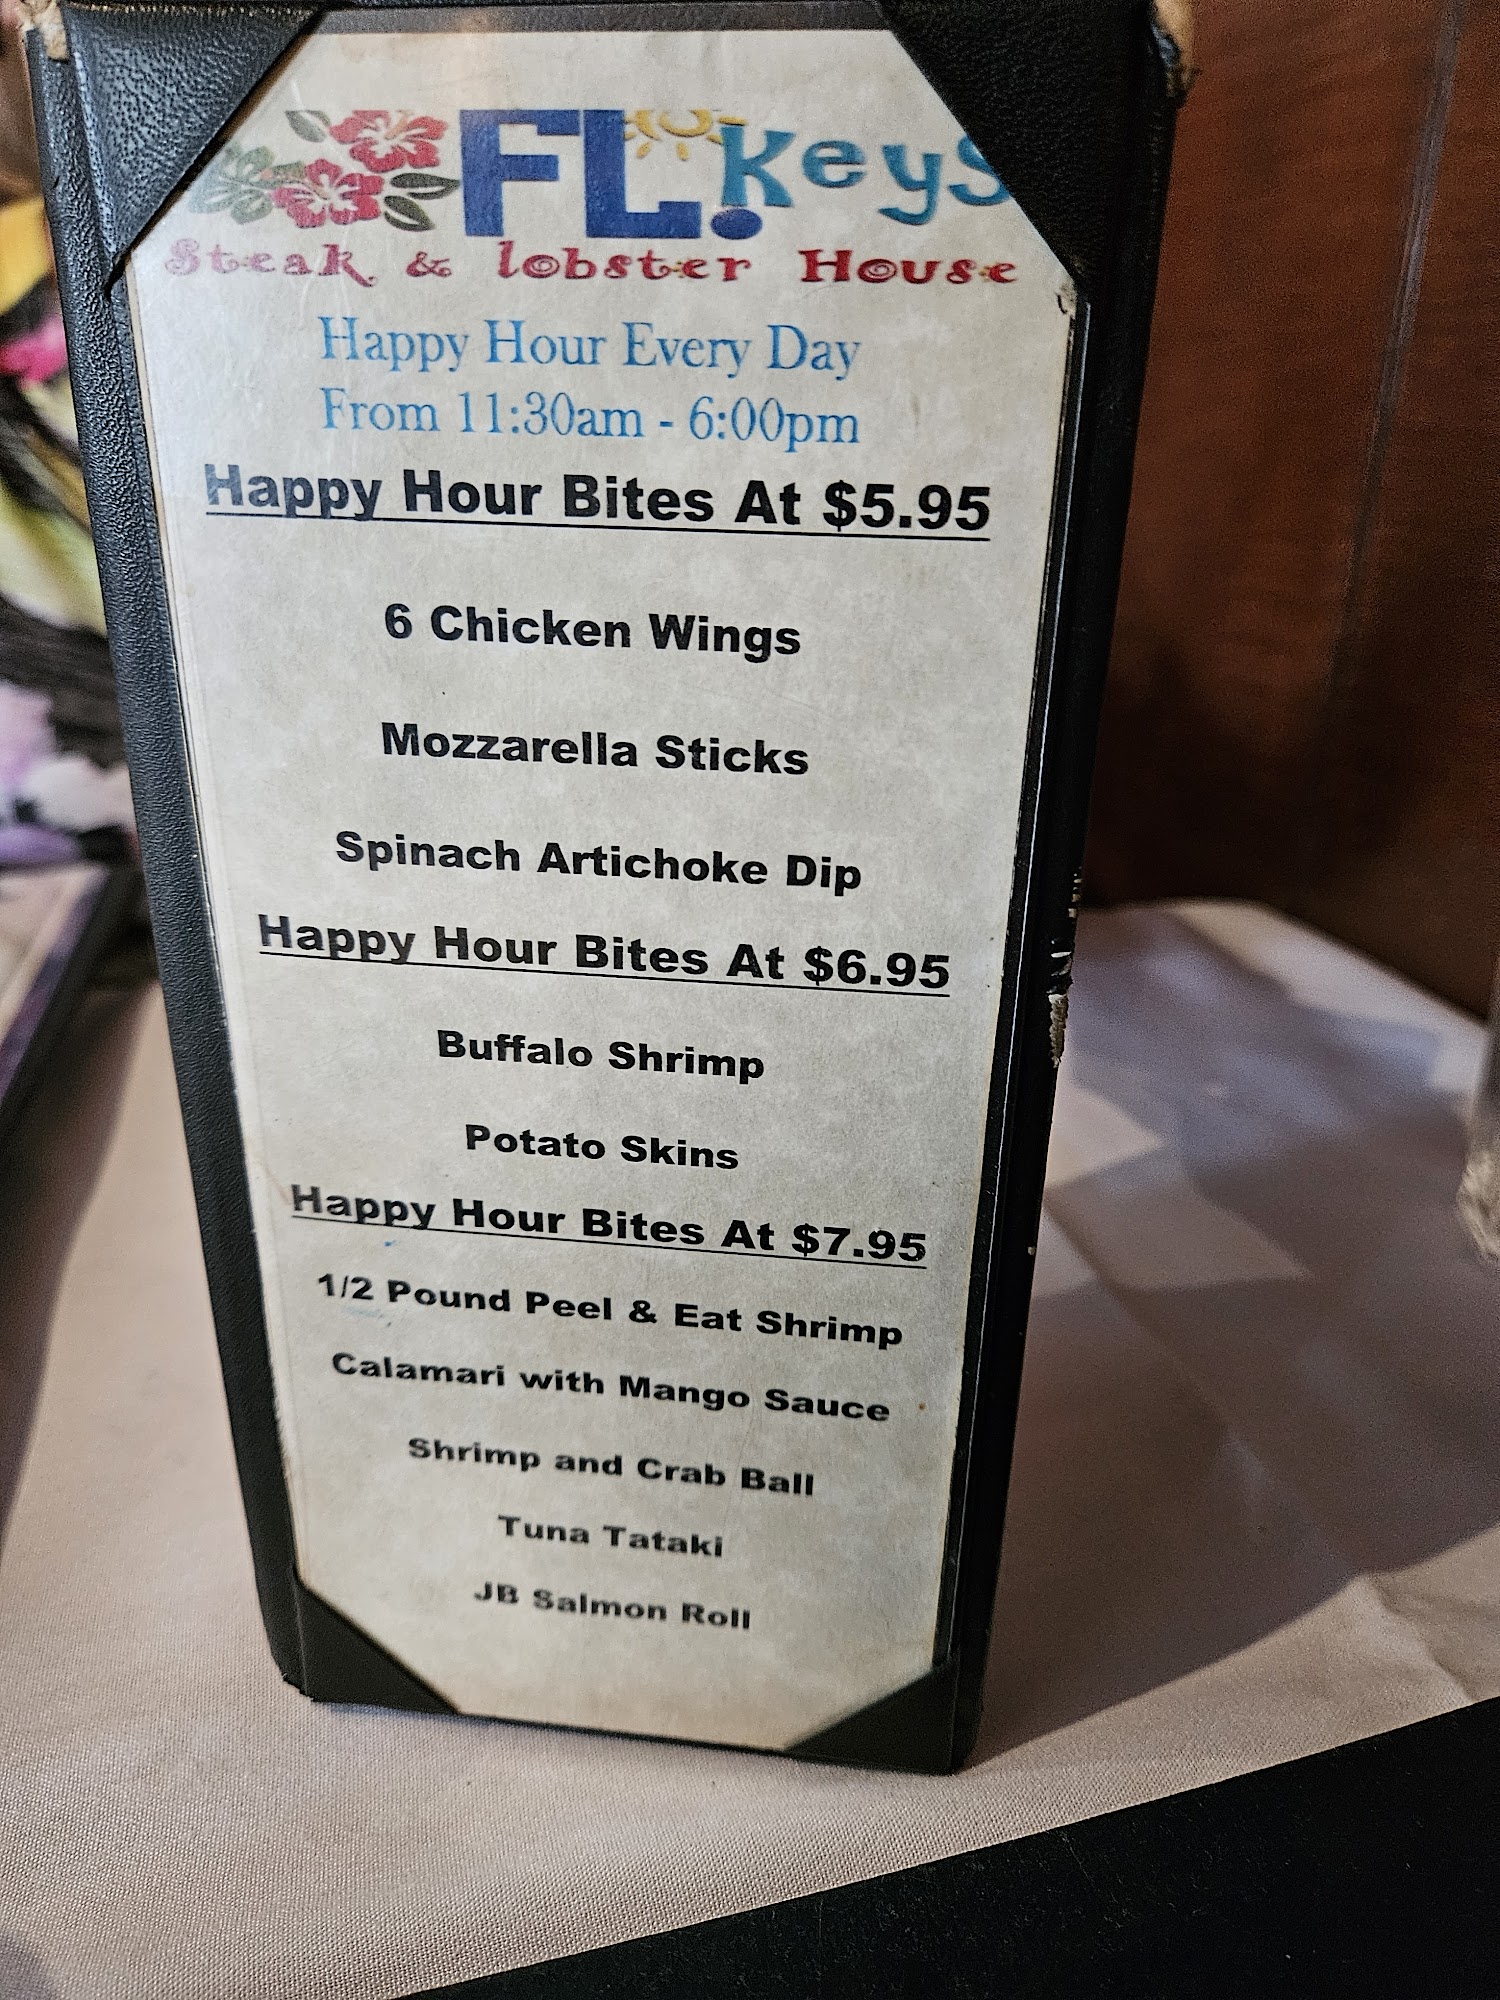 FL. Keys
Steak & lobster House
Happy Hour Every Day
From 11:30am - 6:00pm
Happy Hour Bites At $5.95
6 Chicken Wings
Mozzarella Sticks
Spinach Artichoke Dip
Happy Hour Bites At $6.95
Buffalo Shrimp
Potato Skins
Happy Hour Bites At $7.95
1/2 Pound Peel & Eat Shrimp
Calamari with Mango Sauce
Shrimp and Crab Ball
Tuna Tataki
JB Salmon Roll